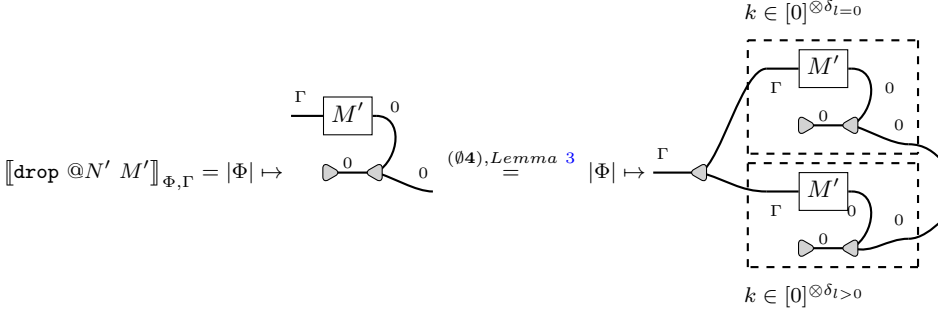 k ∈ [0]^{⊗δ_{l=0}}
Γ M′ 0
Γ M′ 0
0 0
⟦drop @N′ M′⟧_{Φ,Γ} = |Φ| ↦ 0 0 (∅4), Lemma 3 = |Φ| ↦ Γ
Γ M′ 0 0
0
k ∈ [0]^{⊗δ_{l>0}}